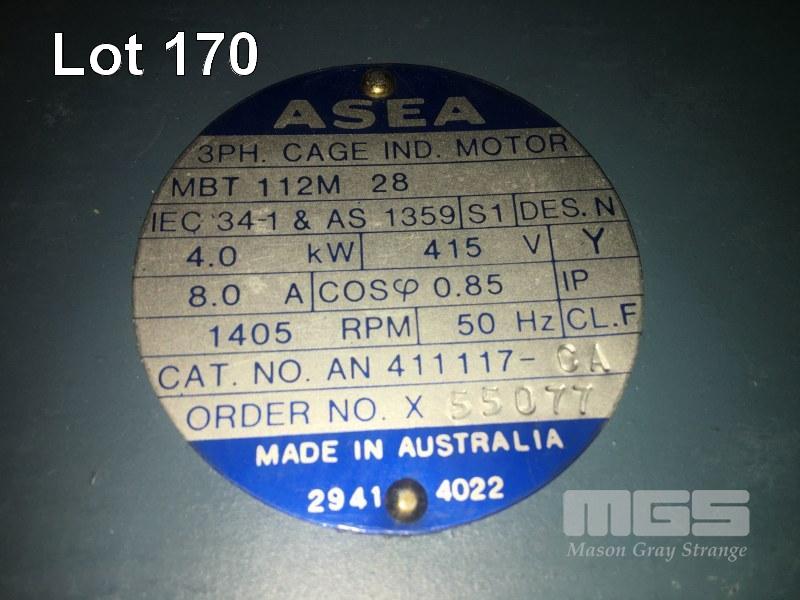 Lot 170
ASEA
3PH. CAGE IND. MOTOR
MBT 112M 28
IEC 34-1 & AS 1359 S1 DES. N
4.0 kW 415 V Y
8.0 A COSφ 0.85 IP
1405 RPM 50 Hz CL.F
CAT. NO. AN 411117- CA
ORDER NO. X 55077
MADE IN AUSTRALIA
2941 4022
MGS
Mason Gray Strange